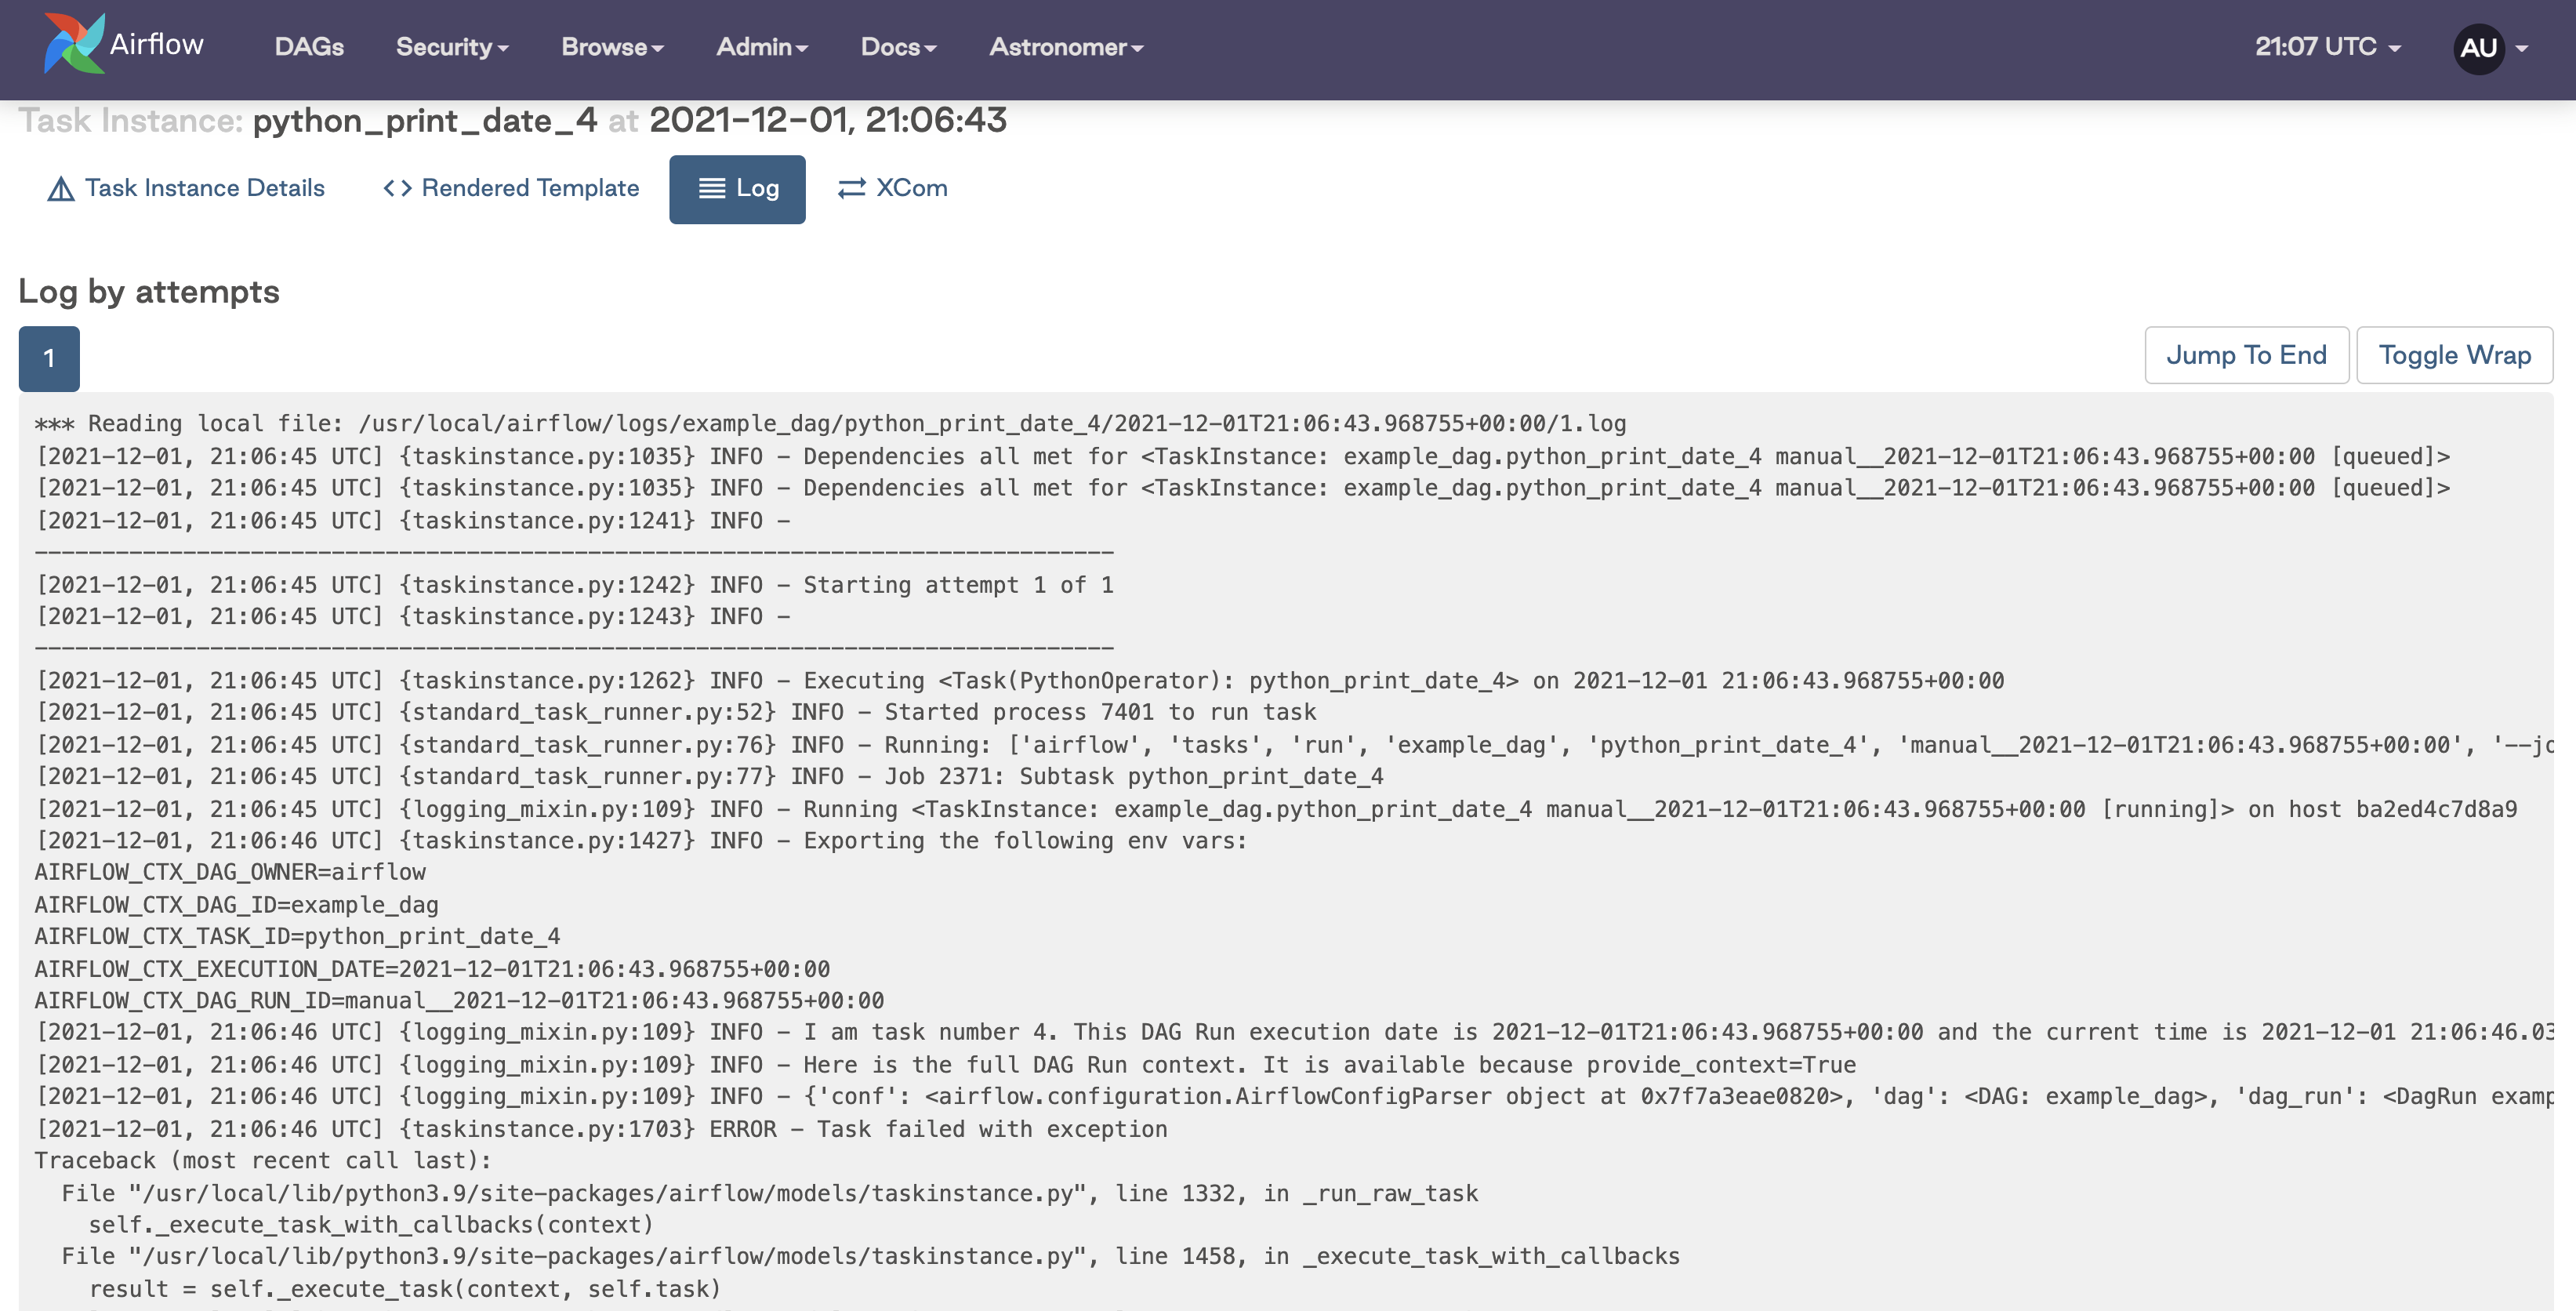 Airflow DAGs Security Browse Admin Docs Astronomer 21:07 UTC AU
Task Instance: python_print_date_4 at 2021-12-01, 21:06:43
Task Instance Details <> Rendered Template Log XCom
Log by attempts
1 Jump To End Toggle Wrap
*** Reading local file: /usr/local/airflow/logs/example_dag/python_print_date_4/2021-12-01T21:06:43.968755+00:00/1.log
[2021-12-01, 21:06:45 UTC] {taskinstance.py:1035} INFO - Dependencies all met for <TaskInstance: example_dag.python_print_date_4 manual__2021-12-01T21:06:43.968755+00:00 [queued]>
[2021-12-01, 21:06:45 UTC] {taskinstance.py:1035} INFO - Dependencies all met for <TaskInstance: example_dag.python_print_date_4 manual__2021-12-01T21:06:43.968755+00:00 [queued]>
[2021-12-01, 21:06:45 UTC] {taskinstance.py:1241} INFO -
--------------------------------------------------------------------------------
[2021-12-01, 21:06:45 UTC] {taskinstance.py:1242} INFO - Starting attempt 1 of 1
[2021-12-01, 21:06:45 UTC] {taskinstance.py:1243} INFO -
--------------------------------------------------------------------------------
[2021-12-01, 21:06:45 UTC] {taskinstance.py:1262} INFO - Executing <Task(PythonOperator): python_print_date_4> on 2021-12-01 21:06:43.968755+00:00
[2021-12-01, 21:06:45 UTC] {standard_task_runner.py:52} INFO - Started process 7401 to run task
[2021-12-01, 21:06:45 UTC] {standard_task_runner.py:76} INFO - Running: ['airflow', 'tasks', 'run', 'example_dag', 'python_print_date_4', 'manual__2021-12-01T21:06:43.968755+00:00', '--jo
[2021-12-01, 21:06:45 UTC] {standard_task_runner.py:77} INFO - Job 2371: Subtask python_print_date_4
[2021-12-01, 21:06:45 UTC] {logging_mixin.py:109} INFO - Running <TaskInstance: example_dag.python_print_date_4 manual__2021-12-01T21:06:43.968755+00:00 [running]> on host ba2ed4c7d8a9
[2021-12-01, 21:06:46 UTC] {taskinstance.py:1427} INFO - Exporting the following env vars:
AIRFLOW_CTX_DAG_OWNER=airflow
AIRFLOW_CTX_DAG_ID=example_dag
AIRFLOW_CTX_TASK_ID=python_print_date_4
AIRFLOW_CTX_EXECUTION_DATE=2021-12-01T21:06:43.968755+00:00
AIRFLOW_CTX_DAG_RUN_ID=manual__2021-12-01T21:06:43.968755+00:00
[2021-12-01, 21:06:46 UTC] {logging_mixin.py:109} INFO - I am task number 4. This DAG Run execution date is 2021-12-01T21:06:43.968755+00:00 and the current time is 2021-12-01 21:06:46.03
[2021-12-01, 21:06:46 UTC] {logging_mixin.py:109} INFO - Here is the full DAG Run context. It is available because provide_context=True
[2021-12-01, 21:06:46 UTC] {logging_mixin.py:109} INFO - {'conf': <airflow.configuration.AirflowConfigParser object at 0x7f7a3eae0820>, 'dag': <DAG: example_dag>, 'dag_run': <DagRun examp
[2021-12-01, 21:06:46 UTC] {taskinstance.py:1703} ERROR - Task failed with exception
Traceback (most recent call last):
  File "/usr/local/lib/python3.9/site-packages/airflow/models/taskinstance.py", line 1332, in _run_raw_task
    self._execute_task_with_callbacks(context)
  File "/usr/local/lib/python3.9/site-packages/airflow/models/taskinstance.py", line 1458, in _execute_task_with_callbacks
    result = self._execute_task(context, self.task)